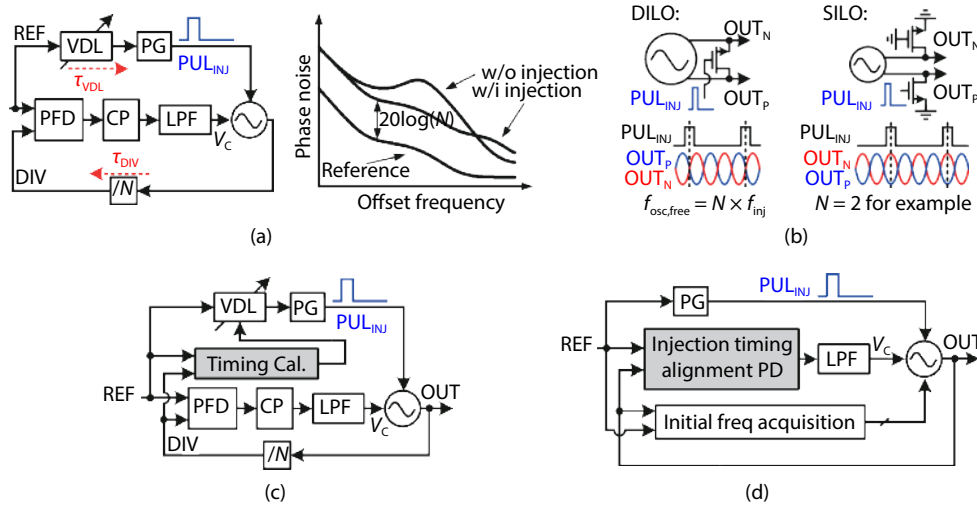 REF
VDL
PG
PUL_INJ
τ_VDL
PFD
CP
LPF
V_C
τ_DIV
DIV
/N
Phase noise
w/o injection
w/i injection
20log(N)
Reference
Offset frequency
(a)
DILO:
OUT_N
PUL_INJ
OUT_P
PUL_INJ
OUT_P
OUT_N
f_osc,free = N × f_inj
SILO:
OUT_N
PUL_INJ
OUT_P
PUL_INJ
OUT_N
OUT_P
N = 2 for example
(b)
VDL
PG
PUL_INJ
Timing Cal.
REF
PFD
CP
LPF
V_C
OUT
DIV
/N
(c)
PG
PUL_INJ
REF
Injection timing
alignment PD
LPF
V_C
OUT
Initial freq acquisition
(d)